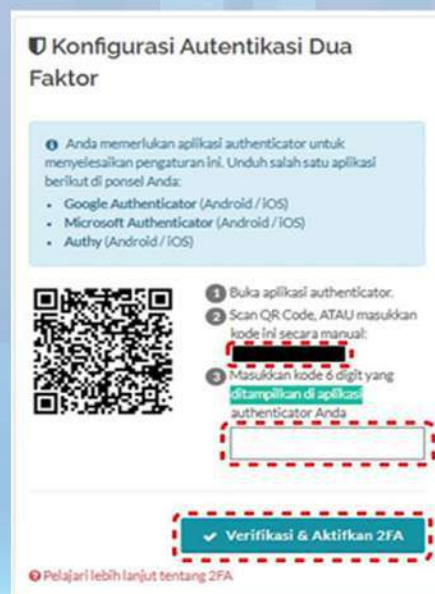 Konfigurasi Autentikasi Dua
Faktor
Anda memerlukan aplikasi authenticator untuk
menyelesaikan pengaturan ini. Unduh salah satu aplikasi
berikut di ponsel Anda:
• Google Authenticator (Android / iOS)
• Microsoft Authenticator (Android / iOS)
• Authy (Android / iOS)
1 Buka aplikasi authenticator.
2 Scan QR Code, ATAU masukkan
kode ini secara manual:
3 Masukkan kode 6 digit yang
ditampilkan di aplikasi
authenticator Anda
Verifikasi & Aktifkan 2FA
Pelajari lebih lanjut tentang 2FA